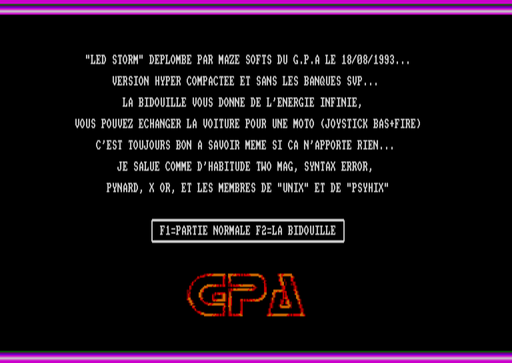 "LED STORM" DEPLOMBE PAR MAZE SOFTS DU G.P.A LE 18/08/1993...
VERSION HYPER COMPACTEE ET SANS LES BANQUES SVP...
LA BIDOUILLE VOUS DONNE DE L'ENERGIE INFINIE,
VOUS POUVEZ ECHANGER LA VOITURE POUR UNE MOTO (JOYSTICK BAS+FIRE)
C'EST TOUJOURS BON A SAVOIR MEME SI CA N'APPORTE RIEN...
JE SALUE COMME D'HABITUDE TWO MAG, SYNTAX ERROR,
PYNARD, X OR, ET LES MEMBRES DE "UNIX" ET DE "PSYHIX"
F1=PARTIE NORMALE F2=LA BIDOUILLE
GPA